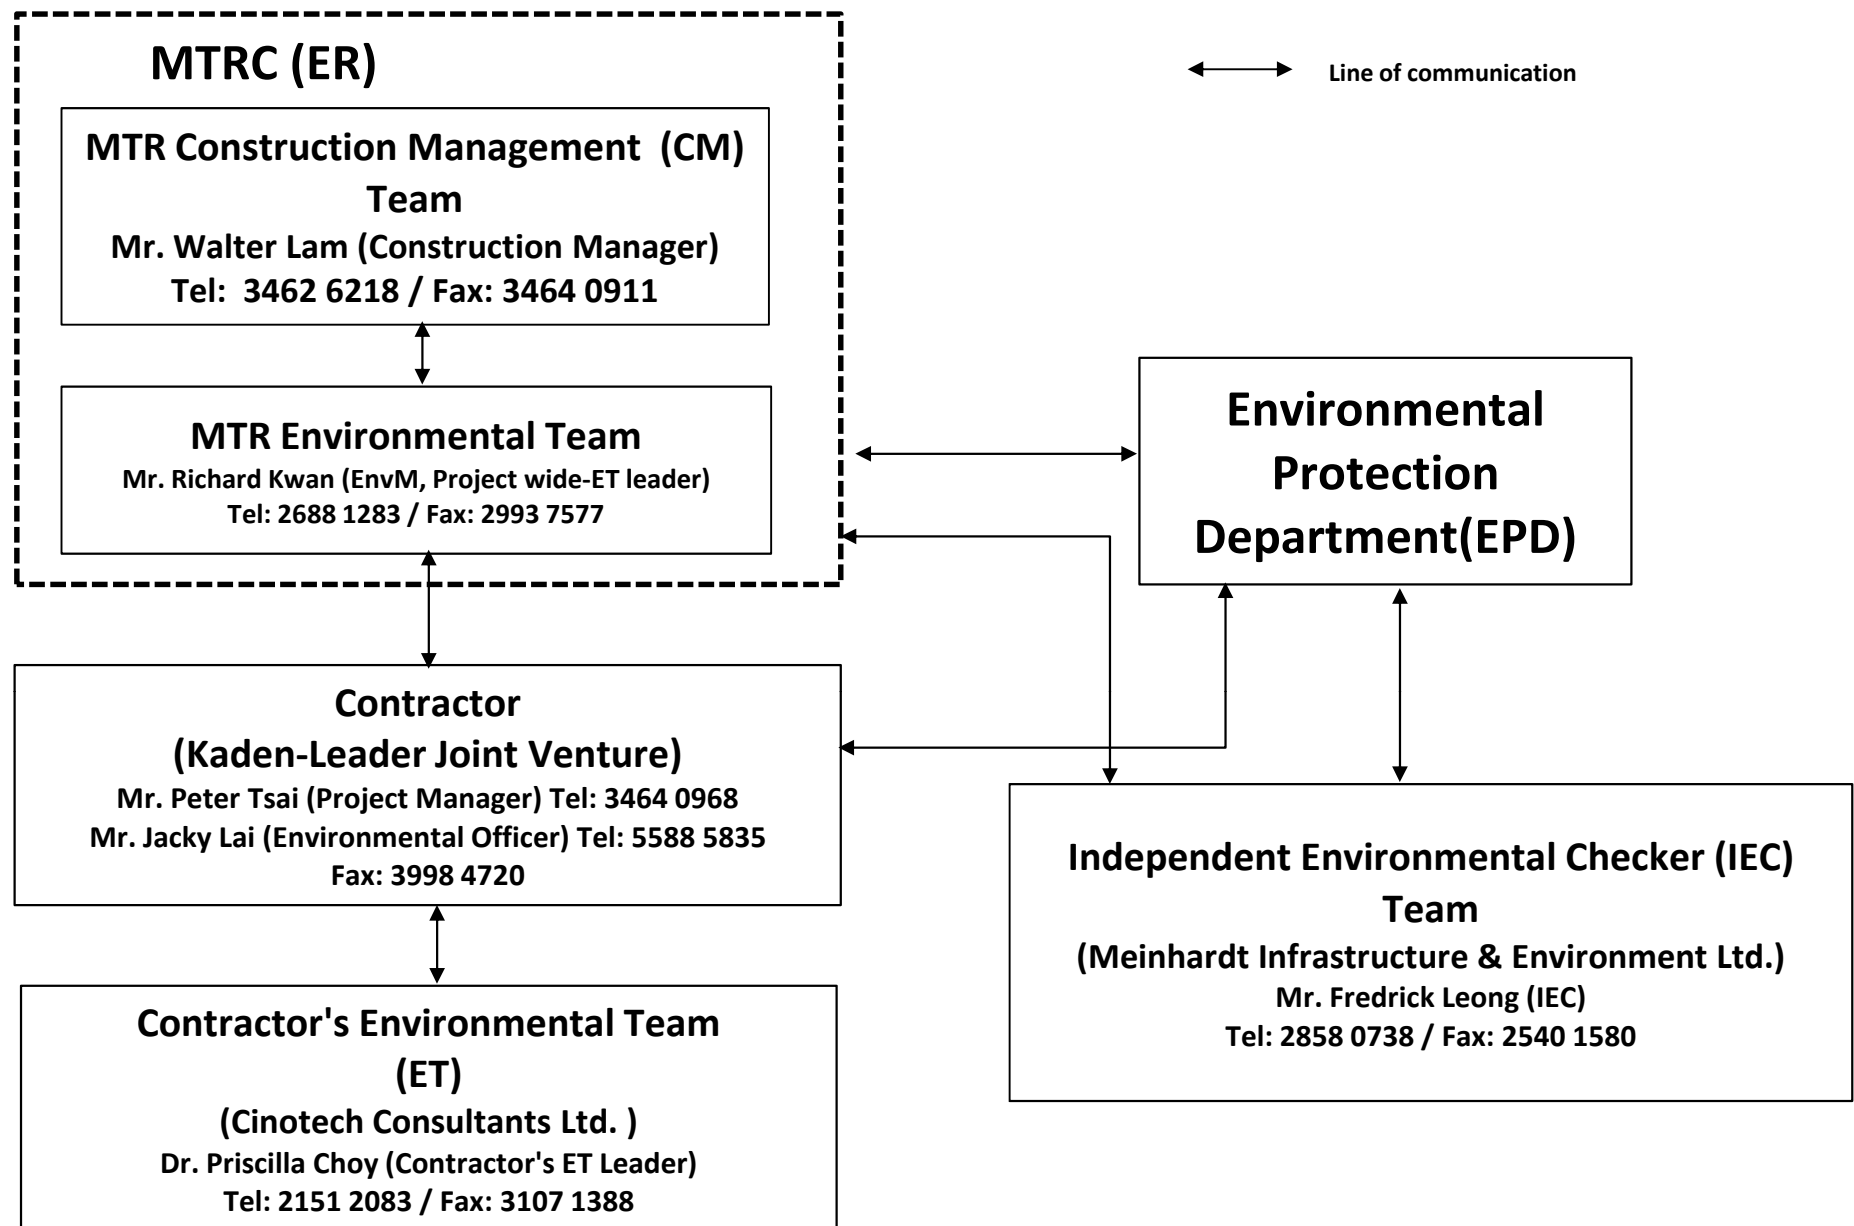 MTRC (ER)
Line of communication
MTR Construction Management (CM)
Team
Mr. Walter Lam (Construction Manager)
Tel: 3462 6218 / Fax: 3464 0911
MTR Environmental Team
Mr. Richard Kwan (EnvM, Project wide-ET leader)
Tel: 2688 1283 / Fax: 2993 7577
Environmental
Protection
Department(EPD)
Contractor
(Kaden-Leader Joint Venture)
Mr. Peter Tsai (Project Manager) Tel: 3464 0968
Mr. Jacky Lai (Environmental Officer) Tel: 5588 5835
Fax: 3998 4720
Independent Environmental Checker (IEC)
Team
(Meinhardt Infrastructure & Environment Ltd.)
Mr. Fredrick Leong (IEC)
Tel: 2858 0738 / Fax: 2540 1580
Contractor's Environmental Team
(ET)
(Cinotech Consultants Ltd. )
Dr. Priscilla Choy (Contractor's ET Leader)
Tel: 2151 2083 / Fax: 3107 1388